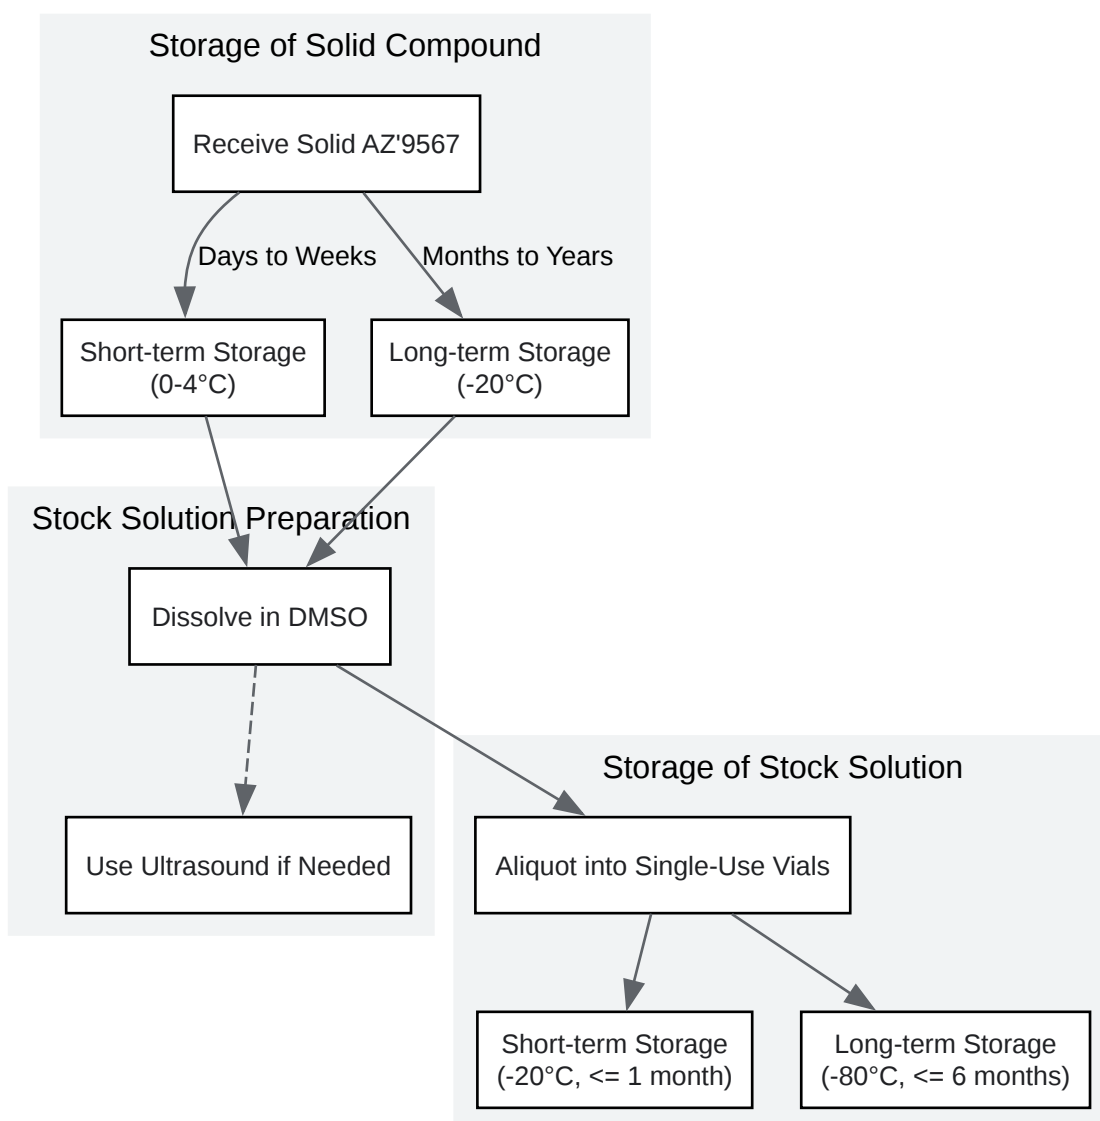 Storage of Solid Compound
Receive Solid AZ'9567
Days to Weeks
Months to Years
Short-term Storage
(0-4°C)
Long-term Storage
(-20°C)
Stock Solution Preparation
Dissolve in DMSO
Use Ultrasound if Needed
Storage of Stock Solution
Aliquot into Single-Use Vials
Short-term Storage
(-20°C, <= 1 month)
Long-term Storage
(-80°C, <= 6 months)